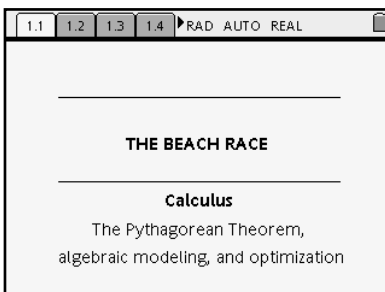 1.1 1.2 1.3 1.4 RAD AUTO REAL
THE BEACH RACE
Calculus
The Pythagorean Theorem,
algebraic modeling, and optimization